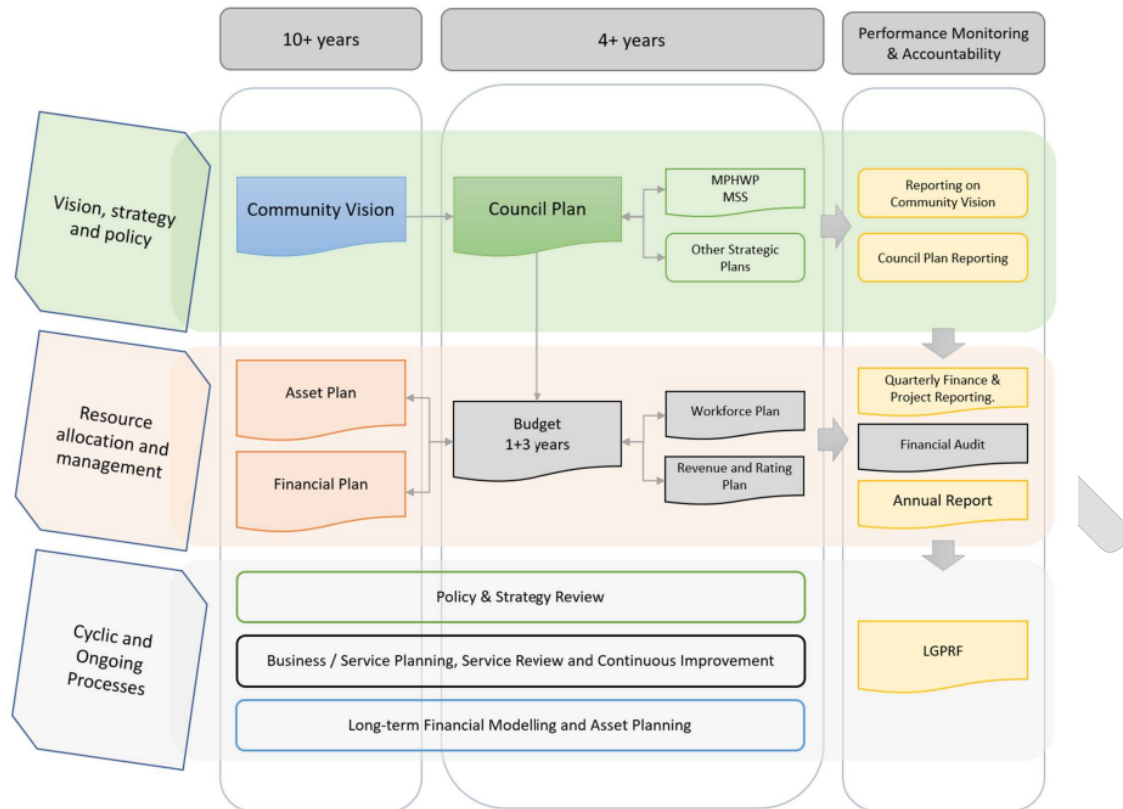 10+ years
4+ years
Performance Monitoring
& Accountability
Vision, strategy
and policy
Community Vision
Council Plan
MPHWP
MSS
Other Strategic
Plans
Reporting on
Community Vision
Council Plan Reporting
Resource
allocation and
management
Asset Plan
Financial Plan
Budget
1+3 years
Workforce Plan
Revenue and Rating
Plan
Quarterly Finance &
Project Reporting.
Financial Audit
Annual Report
Cyclic and
Ongoing
Processes
Policy & Strategy Review
Business / Service Planning, Service Review and Continuous Improvement
Long-term Financial Modelling and Asset Planning
LGPRF